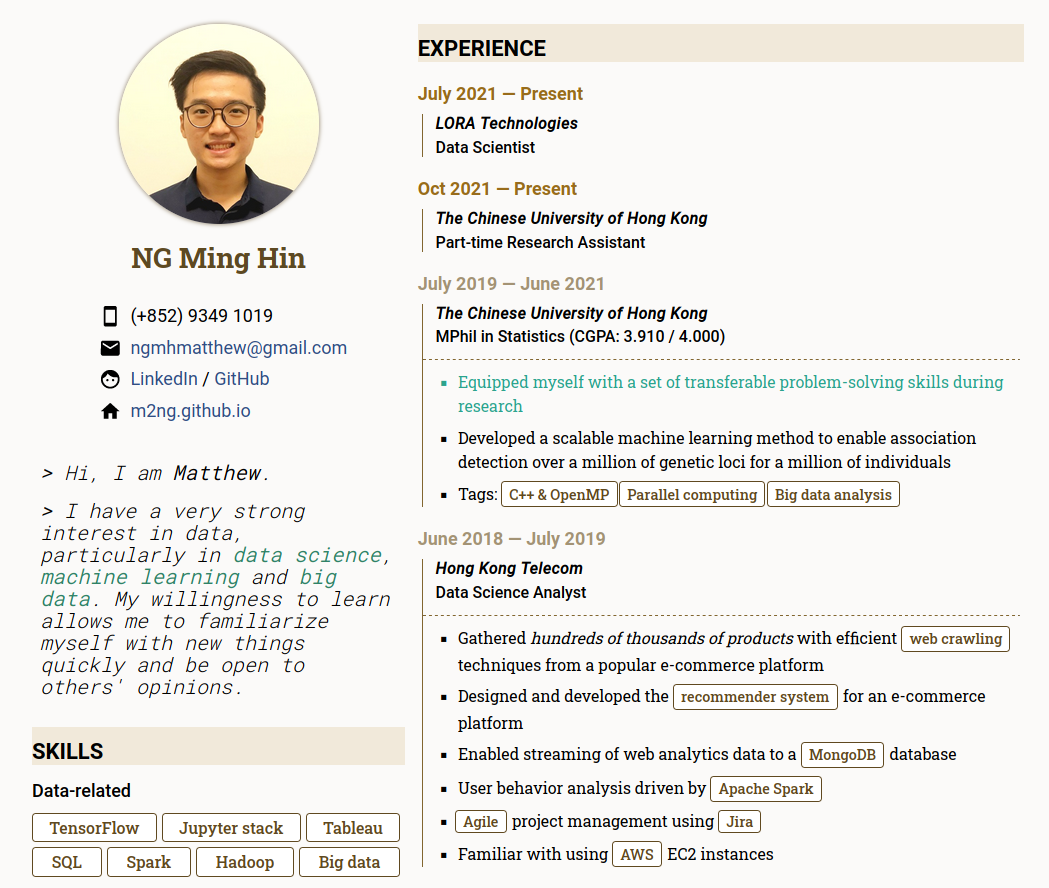 NG Ming Hin
(+852) 9349 1019
ngmhmatthew@gmail.com
LinkedIn / GitHub
m2ng.github.io
> Hi, I am Matthew.
> I have a very strong
interest in data,
particularly in data science,
machine learning and big
data. My willingness to learn
allows me to familiarize
myself with new things
quickly and be open to
others' opinions.
SKILLS
Data-related
TensorFlow Jupyter stack Tableau
SQL Spark Hadoop Big data
EXPERIENCE
July 2021 — Present
LORA Technologies
Data Scientist
Oct 2021 — Present
The Chinese University of Hong Kong
Part-time Research Assistant
July 2019 — June 2021
The Chinese University of Hong Kong
MPhil in Statistics (CGPA: 3.910 / 4.000)
▪ Equipped myself with a set of transferable problem-solving skills during
research
▪ Developed a scalable machine learning method to enable association
detection over a million of genetic loci for a million of individuals
▪ Tags: C++ & OpenMP Parallel computing Big data analysis
June 2018 — July 2019
Hong Kong Telecom
Data Science Analyst
▪ Gathered hundreds of thousands of products with efficient web crawling
techniques from a popular e-commerce platform
▪ Designed and developed the recommender system for an e-commerce
platform
▪ Enabled streaming of web analytics data to a MongoDB database
▪ User behavior analysis driven by Apache Spark
▪ Agile project management using Jira
▪ Familiar with using AWS EC2 instances